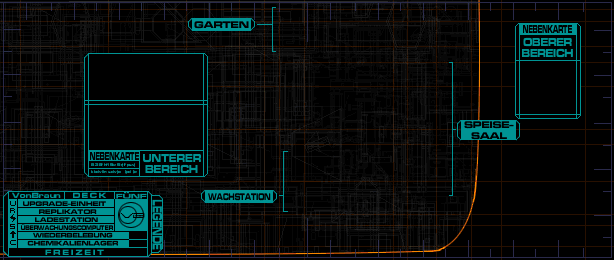 GARTEN
NEBENKARTE
OBERER
BEREICH
SPEISE-
SAAL
NEBENKARTE
UNTERER
BEREICH
WACHSTATION
VonBraun DECK FÜNF
UPGRADE-EINHEIT
REPLIKATOR
LADESTATION
ÜBERWACHUNGSCOMPUTER
WIEDERBELEBUNG
CHEMIKALIENLAGER
FREIZEIT
LEGENDE